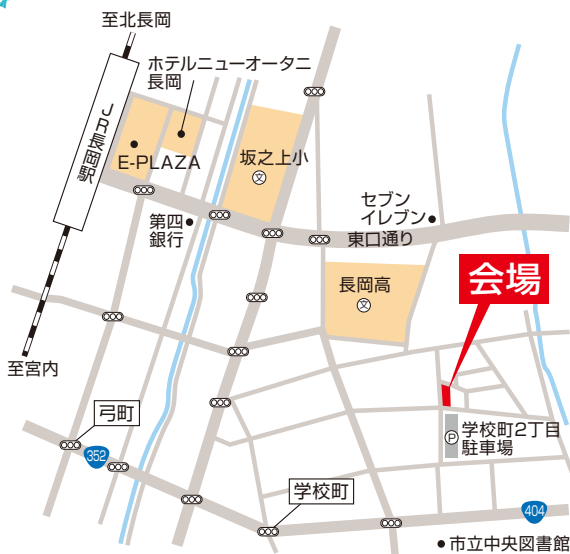 至北長岡
ホテルニューオータニ
長岡
JR長岡駅
E-PLAZA
坂之上小
文
セブン
イレブン
第四
銀行
東口通り
長岡高
文
会場
至宮内
弓町
352
学校町2丁目
駐車場
P
学校町
404
市立中央図書館